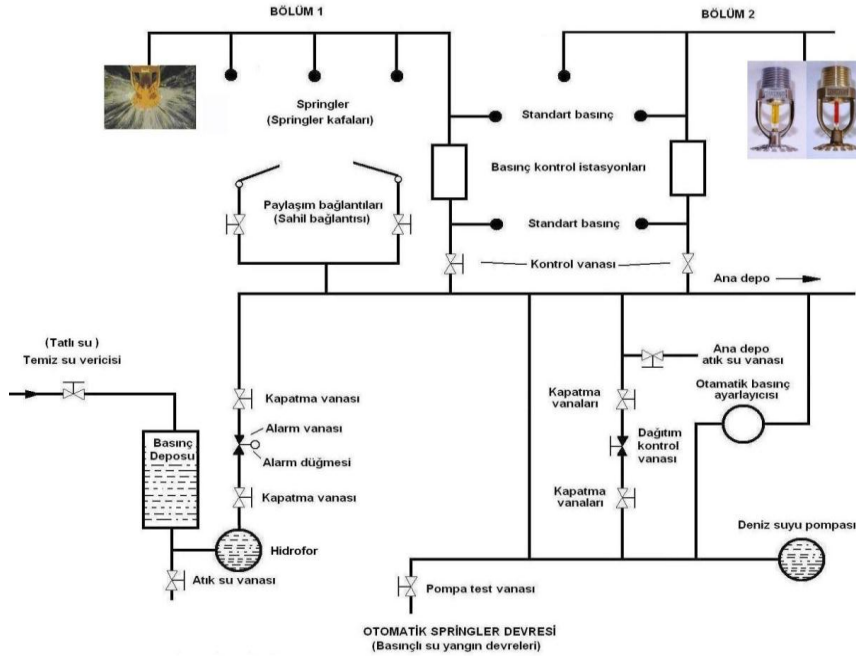 BÖLÜM 1
BÖLÜM 2
Springler
(Springler kafaları)
Standart basınç
Basınç kontrol istasyonları
Paylaşım bağlantıları
(Sahil bağlantısı)
Standart basınç
Kontrol vanası
Ana depo
(Tatlı su )
Temiz su vericisi
Ana depo
atık su vanası
Kapatma vanası
Kapatma
vanaları
Otamatik basınç
ayarlayıcısı
Alarm vanası
Basınç
Deposu
Dağıtım
kontrol
vanası
Alarm düğmesi
Kapatma vanası
Kapatma
vanaları
Deniz suyu pompası
Hidrofor
Atık su vanası
Pompa test vanası
OTOMATİK SPRİNGLER DEVRESİ
(Basınçlı su yangın devreleri)